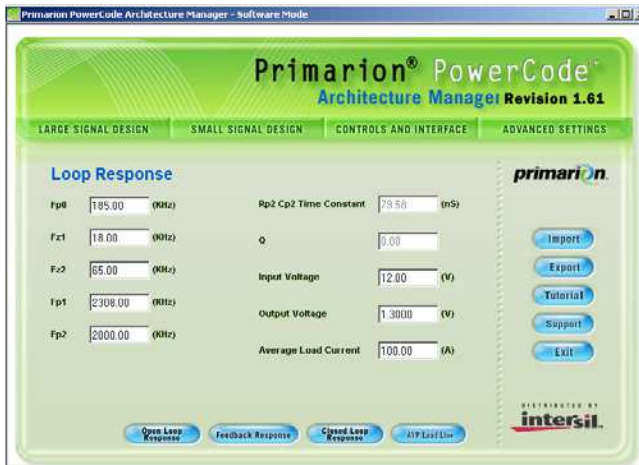 Primarion PowerCode Architecture Manager - Software Mode
Primarion® PowerCode™
Architecture Manager Revision 1.61
LARGE SIGNAL DESIGN SMALL SIGNAL DESIGN CONTROLS AND INTERFACE ADVANCED SETTINGS
Loop Response
primarion
Fp0 185.00 (KHz) Rp2 Cp2 Time Constant 79.58 (nS)
Fz1 18.00 (KHz) Q 0.00
Import
Fz2 65.00 (KHz) Input Voltage 12.00 (V)
Export
Tutorial
Fp1 2308.00 (KHz) Output Voltage 1.3000 (V)
Support
Fp2 2000.00 (KHz) Average Load Current 100.00 (A)
Exit
DISTRIBUTED BY
intersil.
Open Loop Response Feedback Response Closed Loop Response AVP Load Line